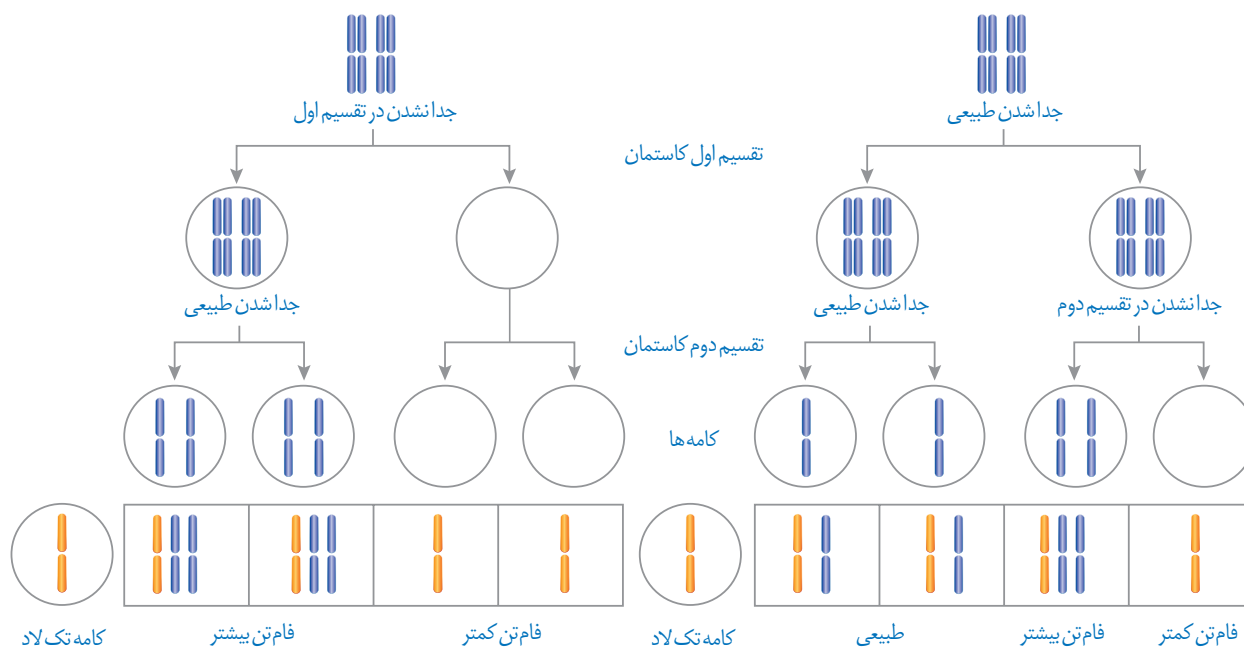 جدا شدن طبیعی
جدا نشدن در تقسیم اول
تقسیم اول کاستمان
جدا نشدن در تقسیم دوم
جدا شدن طبیعی
جدا شدن طبیعی
تقسیم دوم کاستمان
کامه‌ها
فام‌تن کمتر
فام‌تن بیشتر
طبیعی
کامه تک لاد
فام‌تن کمتر
فام‌تن بیشتر
کامه تک لاد